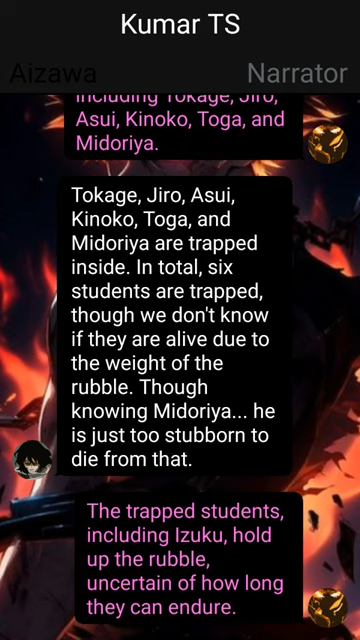 Kumar TS
Aizawa
Narrator
including Tokage, Jiro,
Asui, Kinoko, Toga, and
Midoriya.
Tokage, Jiro, Asui,
Kinoko, Toga, and
Midoriya are trapped
inside. In total, six
students are trapped,
though we don't know
if they are alive due to
the weight of the
rubble. Though
knowing Midoriya... he
is just too stubborn to
die from that.
The trapped students,
including Izuku, hold
up the rubble,
uncertain of how long
they can endure.